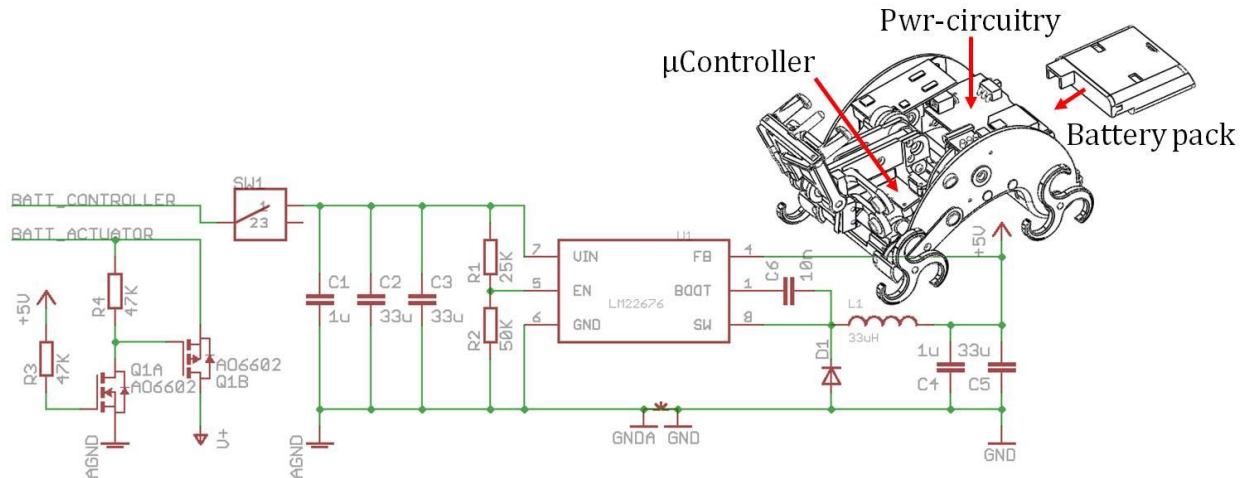 Pwr-circuitry
µController
Battery pack
BATT_CONTROLLER
SW1
1
23
BATT_ACTUATOR
+5V
R4
47K
R3
47K
Q1A
AO6602
AO6602
Q1B
AGND
V+
C1
1u
C2
33u
C3
33u
R1
25K
R2
50K
AGND
U1
7
VIN
FB
4
5
EN
BOOT
1
LM22676
6
GND
SW
8
C6
10n
+5V
L1
33uH
D1
1u
33u
C4
C5
GNDA
GND
GND